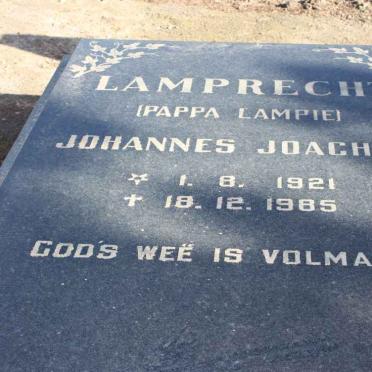 LAMPRECHT
(PAPPA LAMPIE)
JOHANNES JOACH
☆ 1. 8. 1921
✝ 18. 12. 1985
GOD'S WEË IS VOLMA